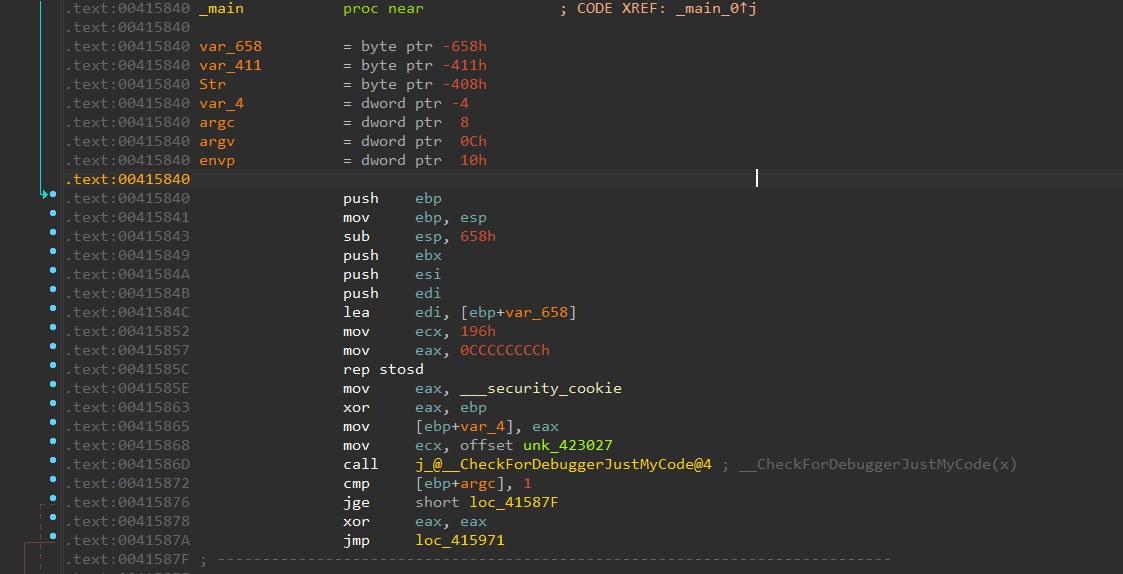 .text:00415840 _main           proc near               ; CODE XREF: _main_0↑j
.text:00415840
.text:00415840 var_658         = byte ptr -658h
.text:00415840 var_411         = byte ptr -411h
.text:00415840 Str             = byte ptr -408h
.text:00415840 var_4           = dword ptr -4
.text:00415840 argc            = dword ptr  8
.text:00415840 argv            = dword ptr  0Ch
.text:00415840 envp            = dword ptr  10h
.text:00415840
.text:00415840                 push    ebp
.text:00415841                 mov     ebp, esp
.text:00415843                 sub     esp, 658h
.text:00415849                 push    ebx
.text:0041584A                 push    esi
.text:0041584B                 push    edi
.text:0041584C                 lea     edi, [ebp+var_658]
.text:00415852                 mov     ecx, 196h
.text:00415857                 mov     eax, 0CCCCCCCCh
.text:0041585C                 rep stosd
.text:0041585E                 mov     eax, ___security_cookie
.text:00415863                 xor     eax, ebp
.text:00415865                 mov     [ebp+var_4], eax
.text:00415868                 mov     ecx, offset unk_423027
.text:0041586D                 call    j_@__CheckForDebuggerJustMyCode@4 ; __CheckForDebuggerJustMyCode(x)
.text:00415872                 cmp     [ebp+argc], 1
.text:00415876                 jge     short loc_41587F
.text:00415878                 xor     eax, eax
.text:0041587A                 jmp     loc_415971
.text:0041587F ; ---------------------------------------------------------------------------